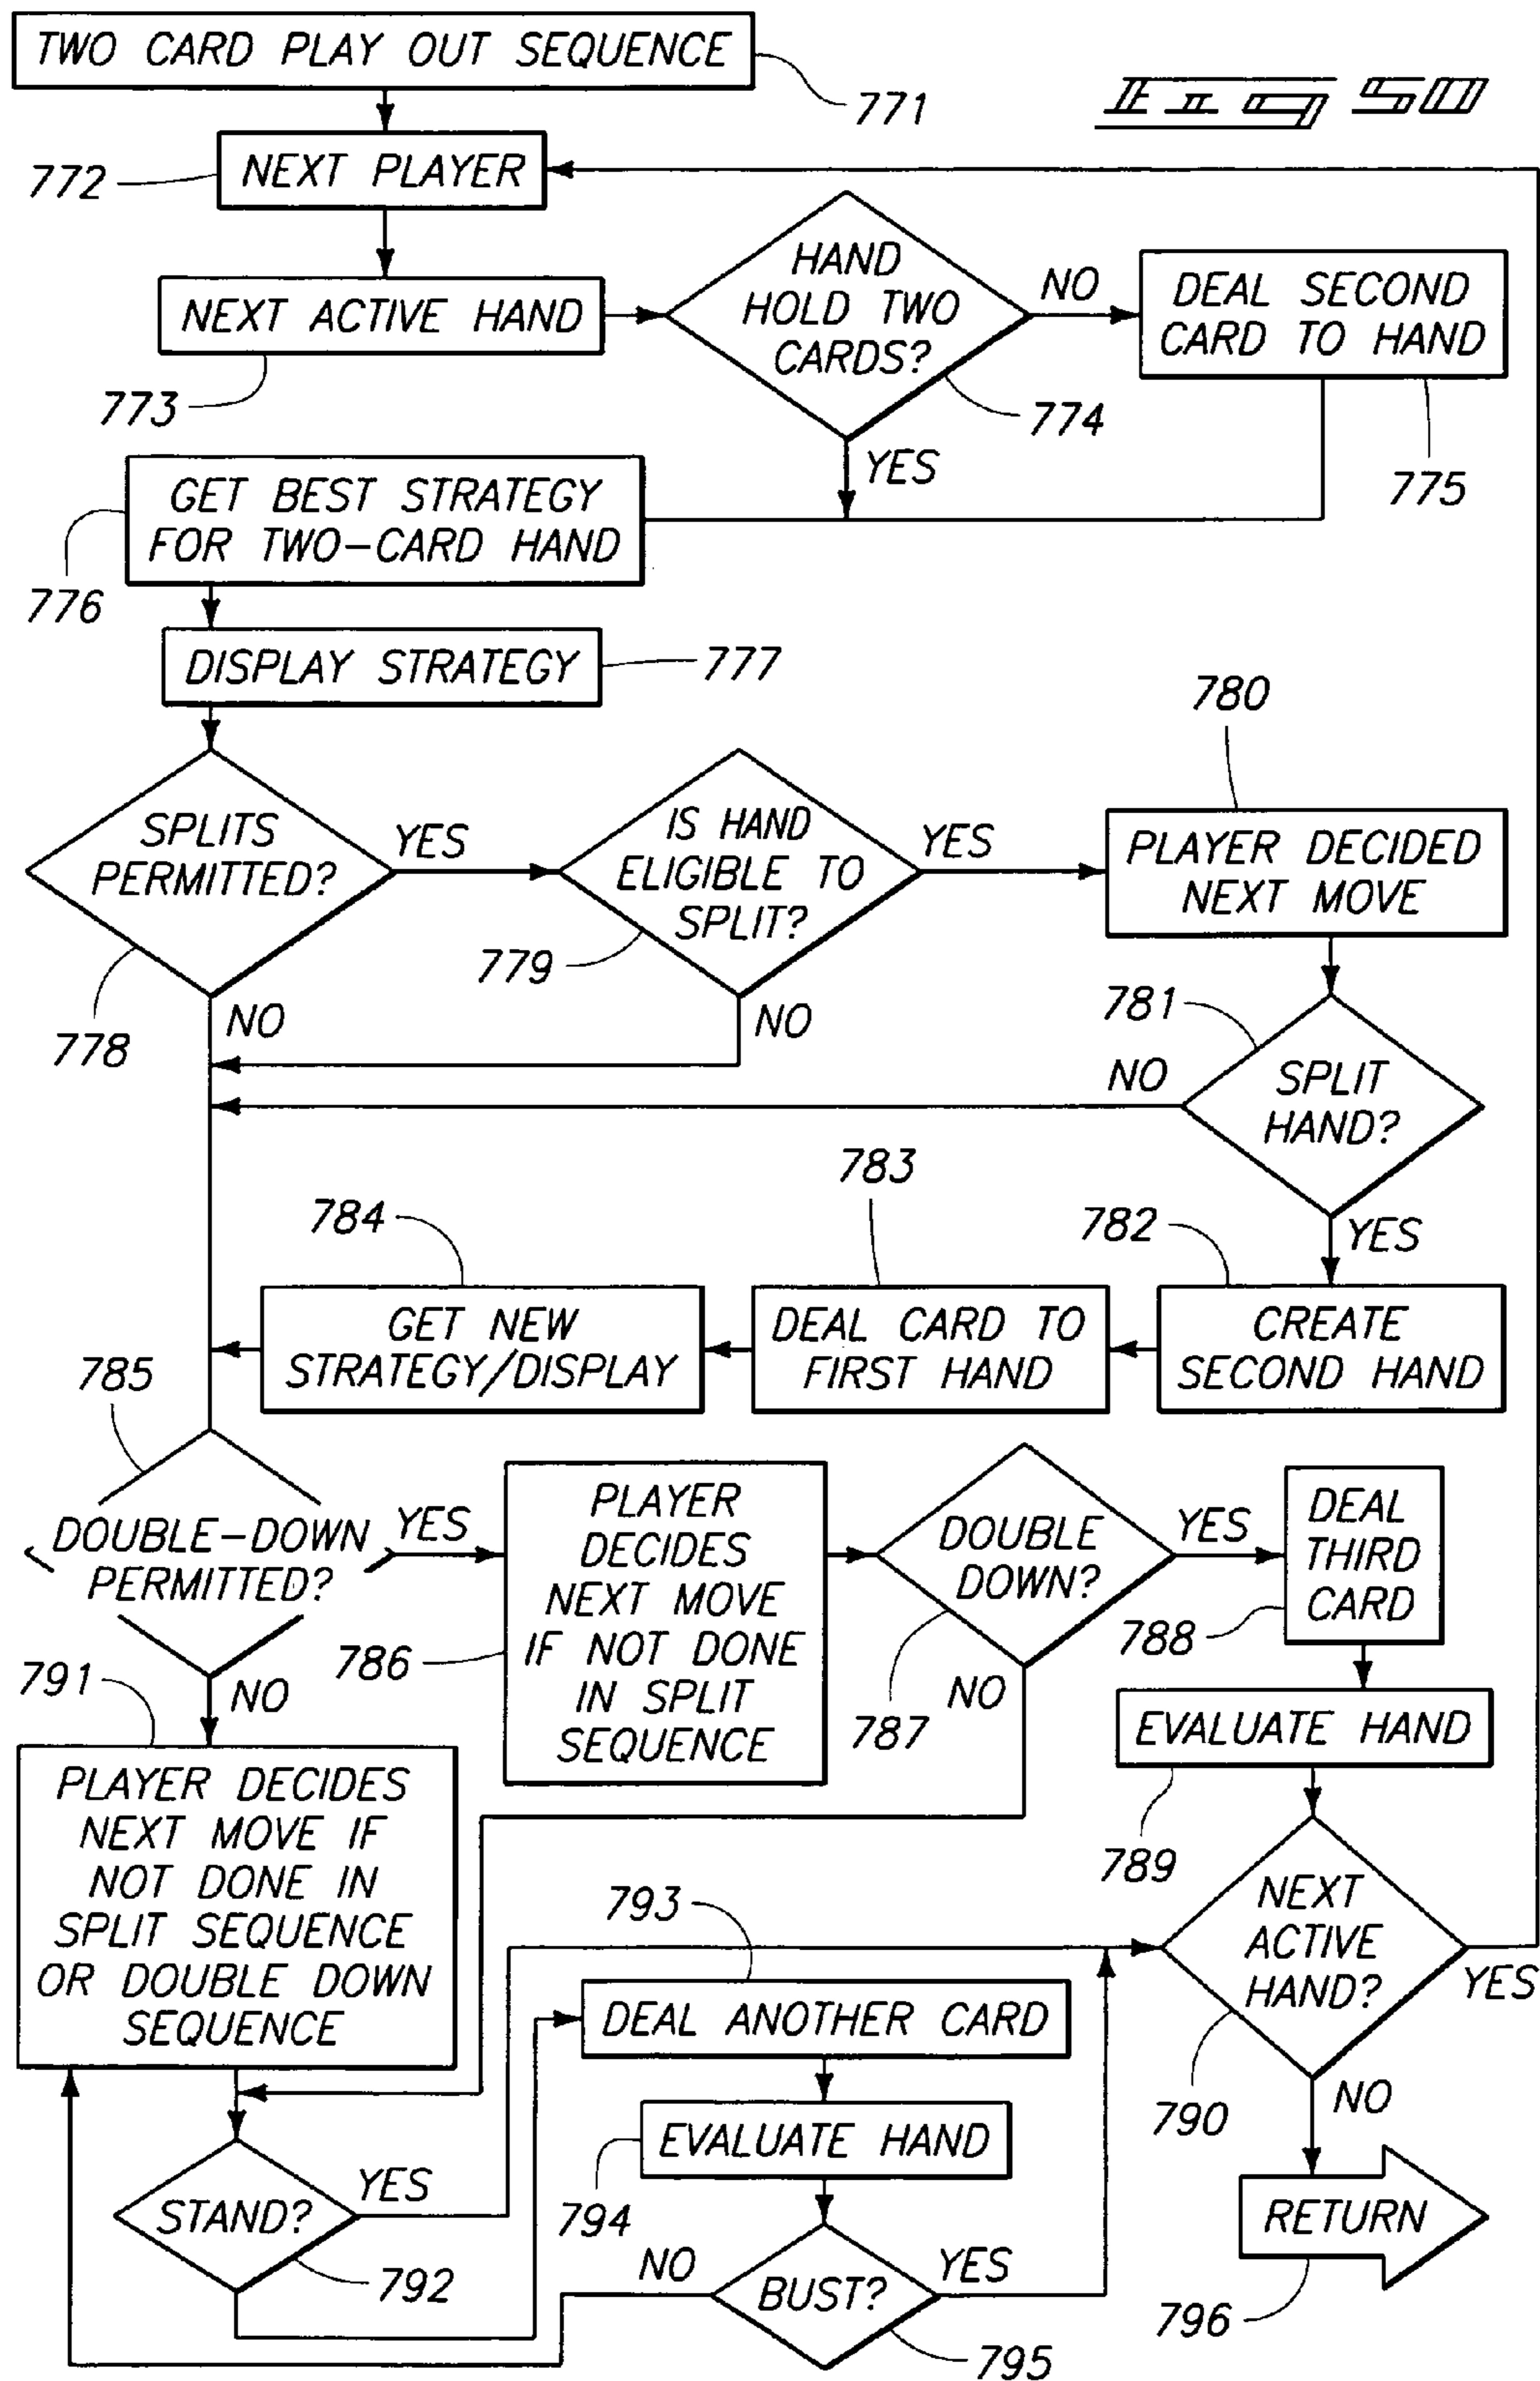 TWO CARD PLAY OUT SEQUENCE
771
Fig 50
772
NEXT PLAYER
HAND
HOLD TWO
CARDS?
NO
DEAL SECOND
CARD TO HAND
NEXT ACTIVE HAND
773
774
YES
775
GET BEST STRATEGY
FOR TWO-CARD HAND
776
DISPLAY STRATEGY
777
780
SPLITS
PERMITTED?
YES
IS HAND
ELIGIBLE TO
SPLIT?
YES
PLAYER DECIDED
NEXT MOVE
779
778
NO
NO
781
NO
SPLIT
HAND?
783
784
782
YES
GET NEW
STRATEGY/DISPLAY
DEAL CARD TO
FIRST HAND
CREATE
SECOND HAND
785
DOUBLE-DOWN
PERMITTED?
YES
PLAYER
DECIDES
NEXT MOVE
IF NOT DONE
IN SPLIT
SEQUENCE
786
DOUBLE
DOWN?
YES
DEAL
THIRD
CARD
788
791
NO
NO
787
EVALUATE HAND
789
PLAYER DECIDES
NEXT MOVE IF
NOT DONE IN
SPLIT SEQUENCE
OR DOUBLE DOWN
SEQUENCE
793
NEXT
ACTIVE
HAND?
YES
DEAL ANOTHER CARD
790
NO
EVALUATE HAND
794
STAND?
YES
792
NO
BUST?
YES
795
RETURN
796